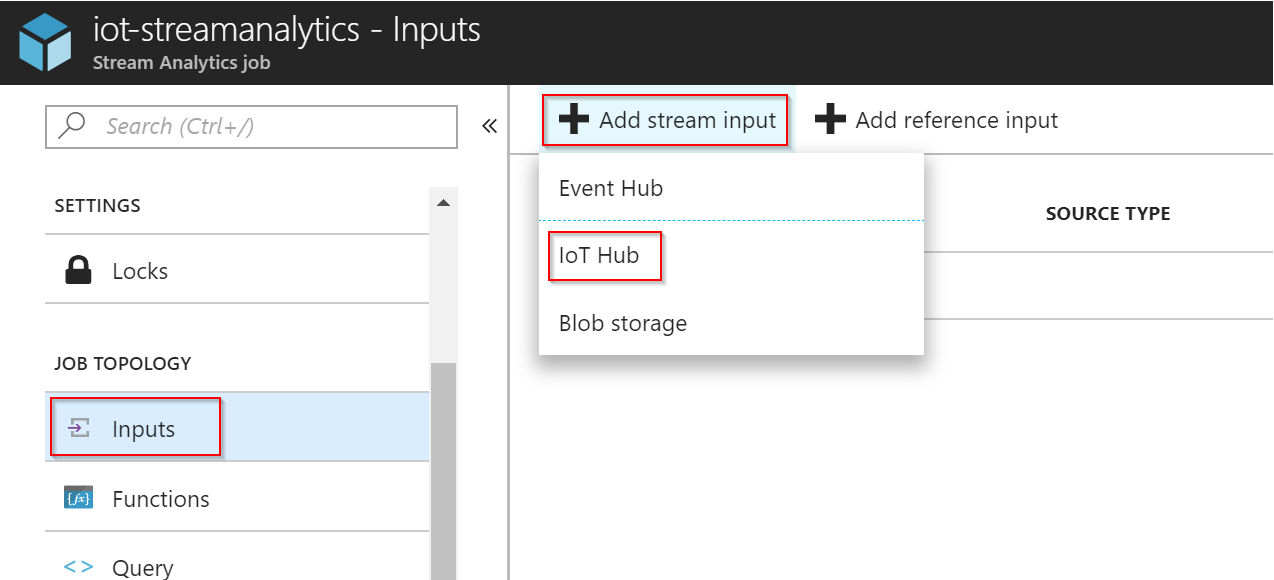 iot-streamanalytics - Inputs
Stream Analytics job
Search (Ctrl+/)
«
SETTINGS
Locks
JOB TOPOLOGY
Inputs
{fx} Functions
<> Query
Add stream input
Add reference input
Event Hub
IoT Hub
Blob storage
SOURCE TYPE